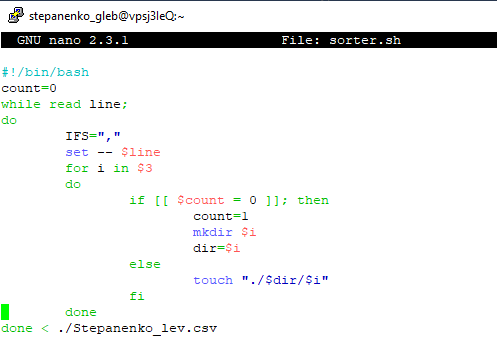 stepanenko_gleb@vpsj3leQ:~
GNU nano 2.3.1 File: sorter.sh
#!/bin/bash
count=0
while read line;
do
IFS=","
set -- $line
for i in $3
do
if [[ $count = 0 ]]; then
count=1
mkdir $i
dir=$i
else
touch "./$dir/$i"
fi
done
done < ./Stepanenko_lev.csv